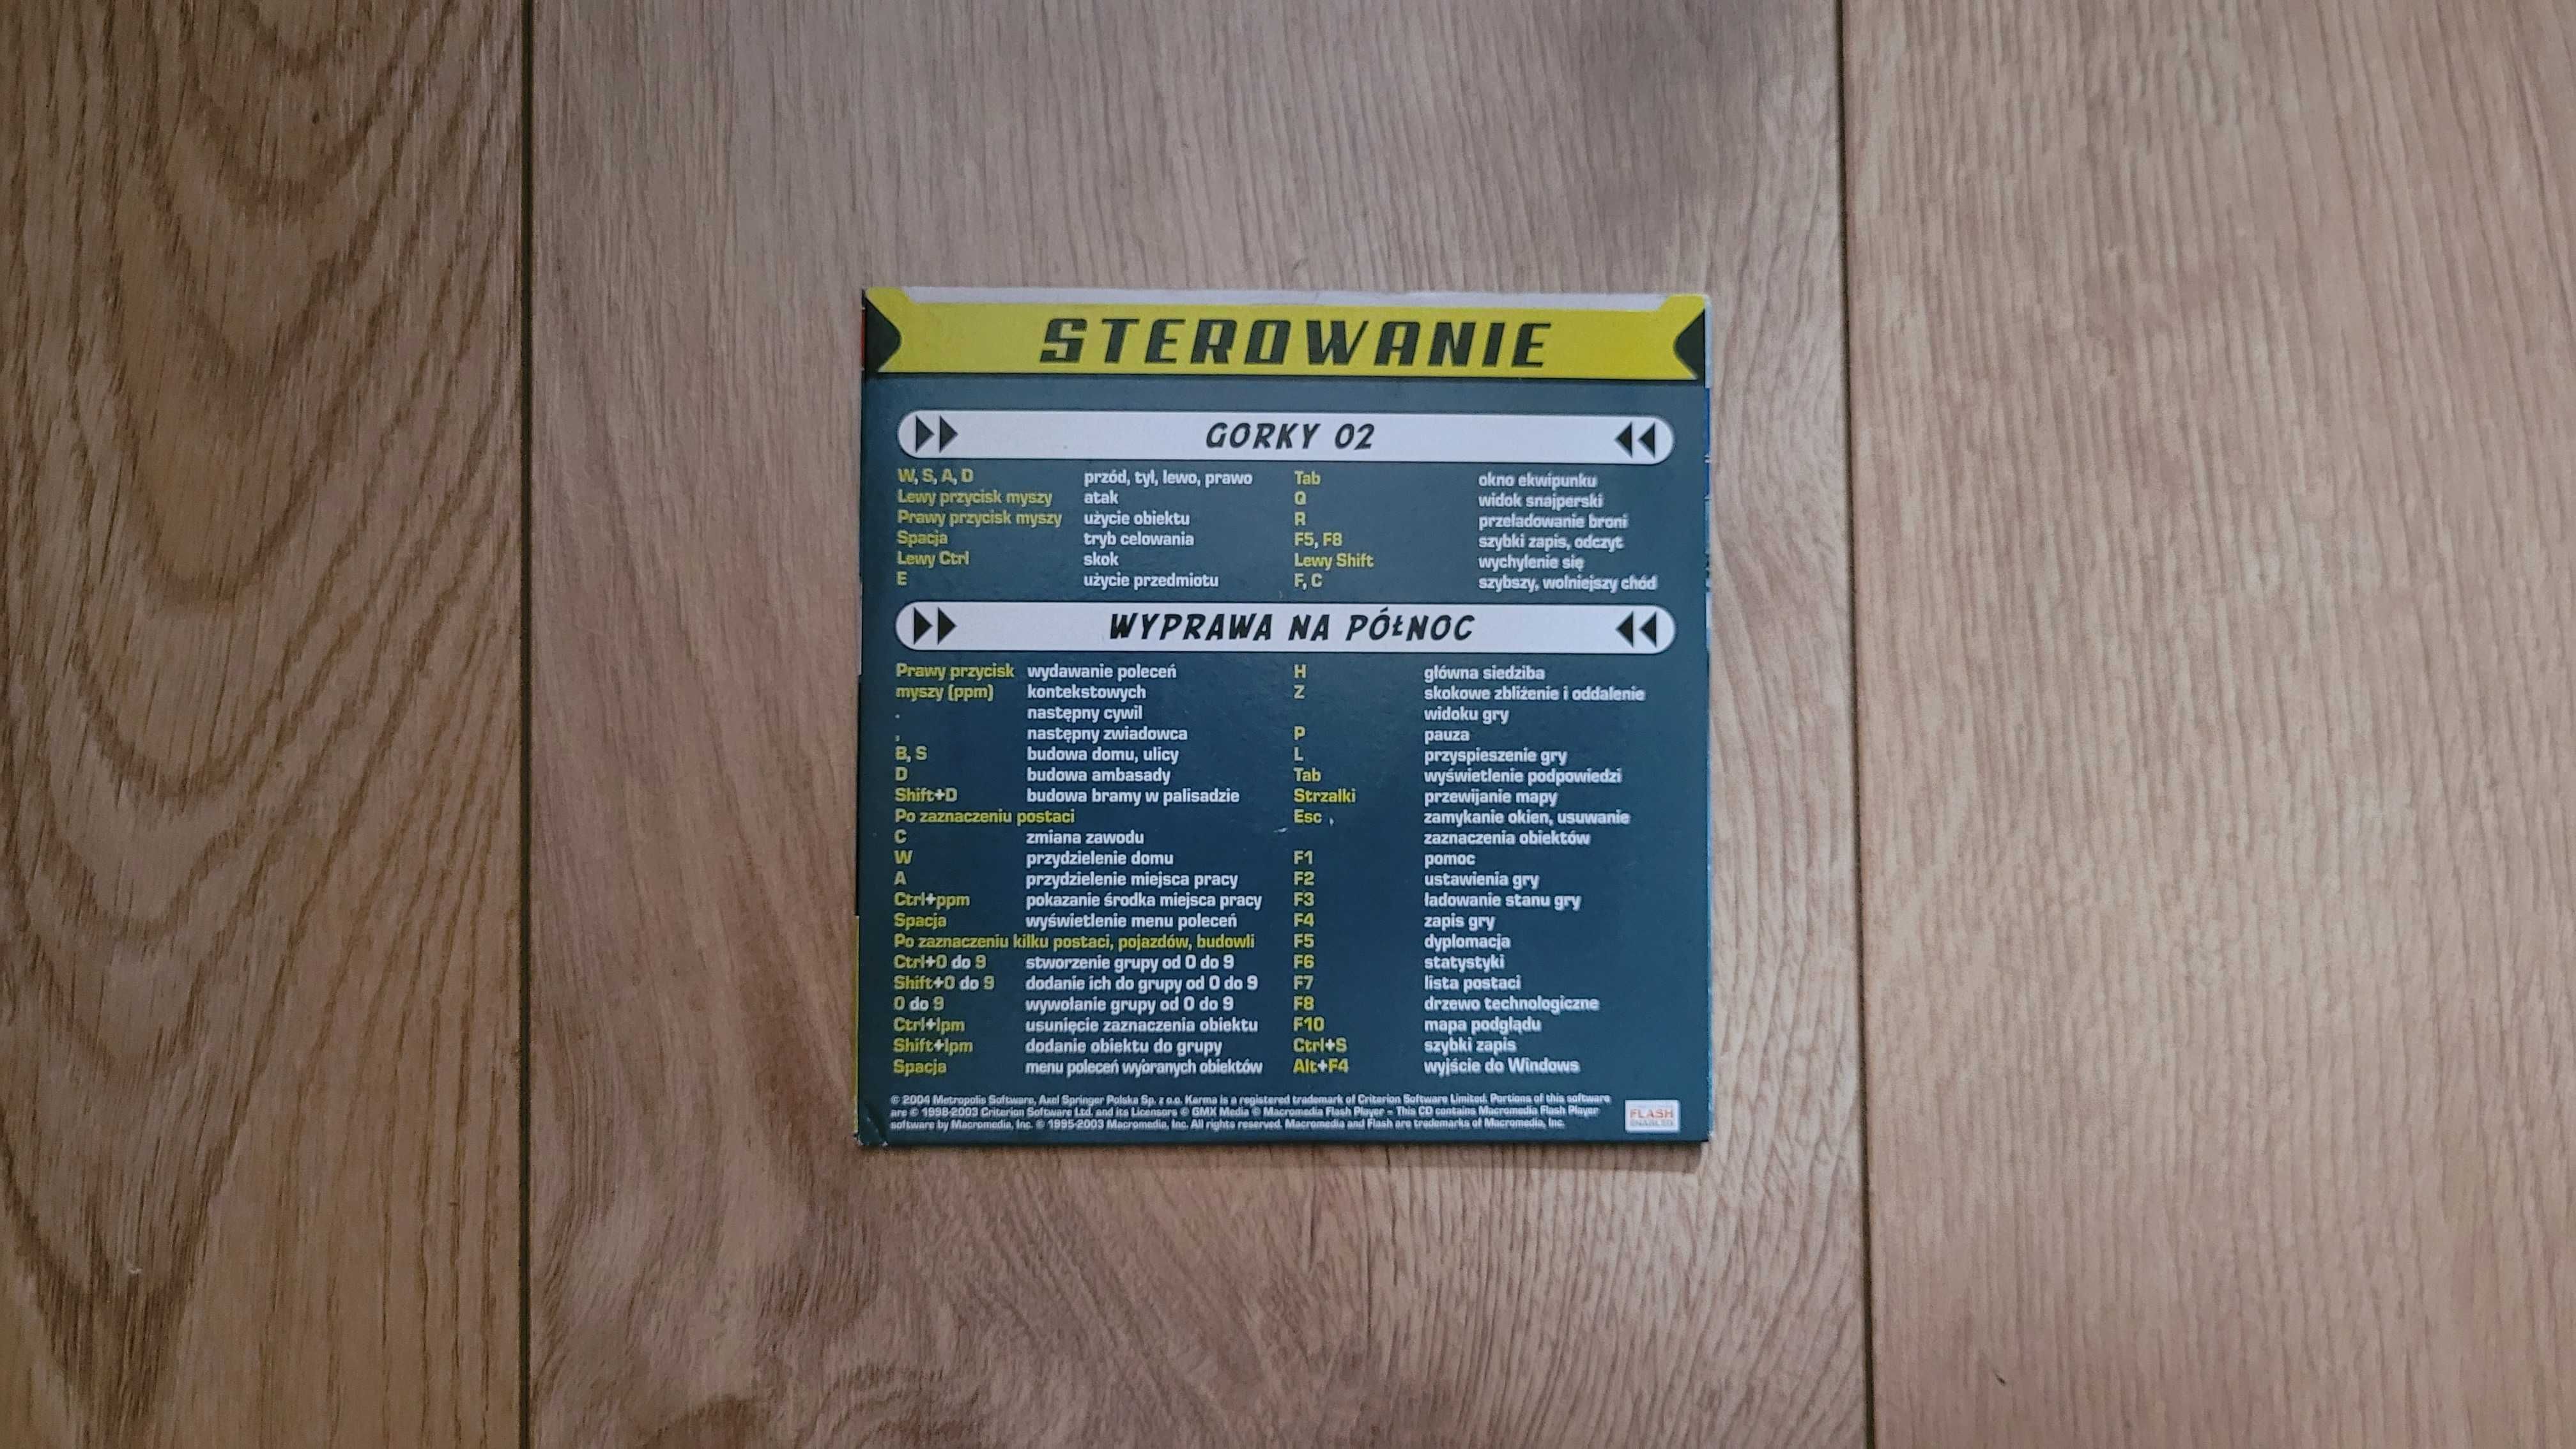 STEROWANIE
GORKY 02
W, S, A, D przód, tył, lewo, prawo
Lewy przycisk myszy atak
Prawy przycisk myszy użycie obiektu
Spacja tryb celowania
Lewy Ctrl skok
E użycie przedmiotu
Tab okno ekwipunku
Q widok snajperski
R przeładowanie broni
F5, F8 szybki zapis, odczyt
Lewy Shift wychylenie się
F, C szybszy, wolniejszy chód
WYPRAWA NA PÓŁNOC
Prawy przycisk wydawanie poleceń
myszy (ppm) kontekstowych
. następny cywil
, następny zwiadowca
B, S budowa domu, ulicy
D budowa ambasady
Shift+D budowa bramy w palisadzie
Po zaznaczeniu postaci
C zmiana zawodu
W przydzielenie domu
A przydzielenie miejsca pracy
Ctrl+ppm pokazanie środka miejsca pracy
Spacja wyświetlenie menu poleceń
Po zaznaczeniu kilku postaci, pojazdów, budowli
Ctrl+0 do 9 stworzenie grupy od 0 do 9
Shift+0 do 9 dodanie ich do grupy od 0 do 9
0 do 9 wywołanie grupy od 0 do 9
Ctrl+lpm usunięcie zaznaczenia obiektu
Shift+lpm dodanie obiektu do grupy
Spacja menu poleceń wybranych obiektów
H główna siedziba
Z skokowe zbliżenie i oddalenie
widoku gry
P pauza
L przyspieszenie gry
Tab wyświetlenie podpowiedzi
Strzałki przewijanie mapy
Esc zamykanie okien, usuwanie
zaznaczenia obiektów
F1 pomoc
F2 ustawienia gry
F3 ładowanie stanu gry
F4 zapis gry
F5 dyplomacja
F6 statystyki
F7 lista postaci
F8 drzewo technologiczne
F10 mapa podglądu
Ctrl+S szybki zapis
Alt+F4 wyjście do Windows
© 2004 Metropolis Software, Axel Springer Polska Sp. z o.o. Karma is a registered trademark of Criterion Software Limited. Portions of this software
are © 1998-2003 Criterion Software Ltd. and its Licensors © GMX Media © Macromedia Flash Player – This CD contains Macromedia Flash Player
software by Macromedia, Inc. © 1995-2003 Macromedia, Inc. All rights reserved. Macromedia and Flash are trademarks of Macromedia, Inc.
FLASH
ENABLED